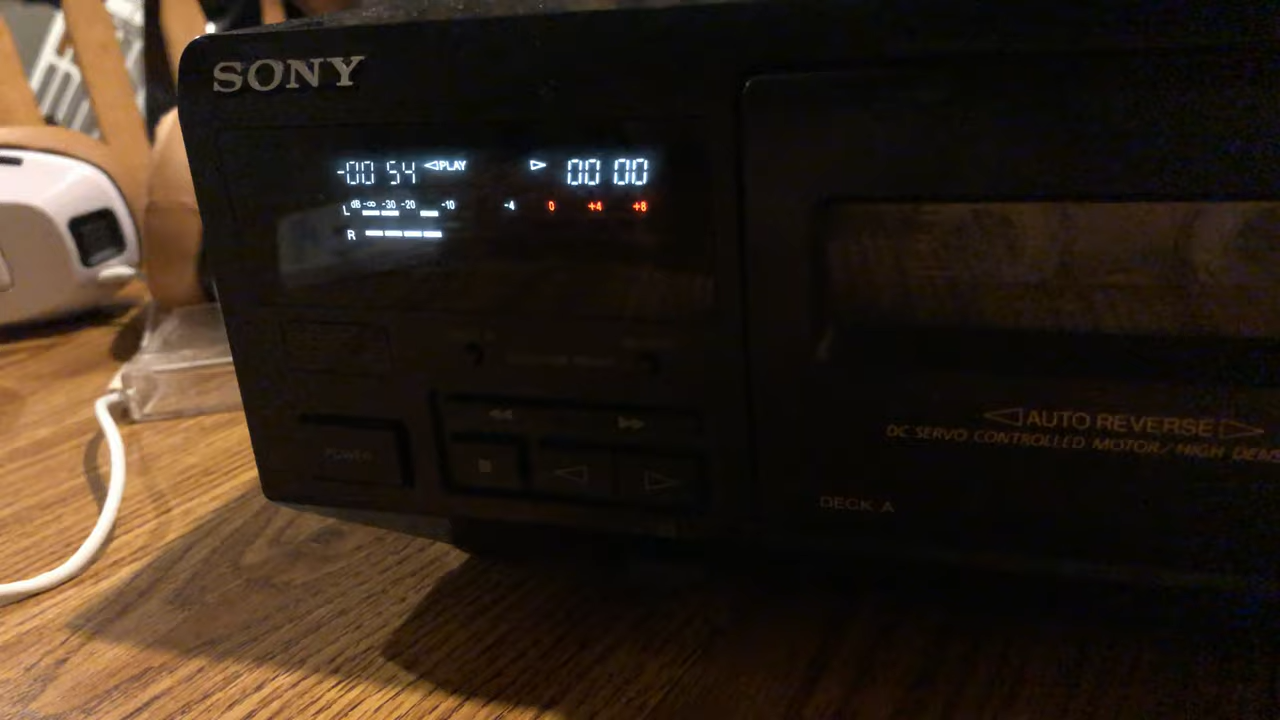 SONY
-00 54 ◁PLAY ▷ 00 00
dB -∞ -30 -20 -10 -4 0 +4 +8
L
R
POWER
◁ AUTO REVERSE ▷
DC SERVO CONTROLLED MOTOR / HIGH
DECK A